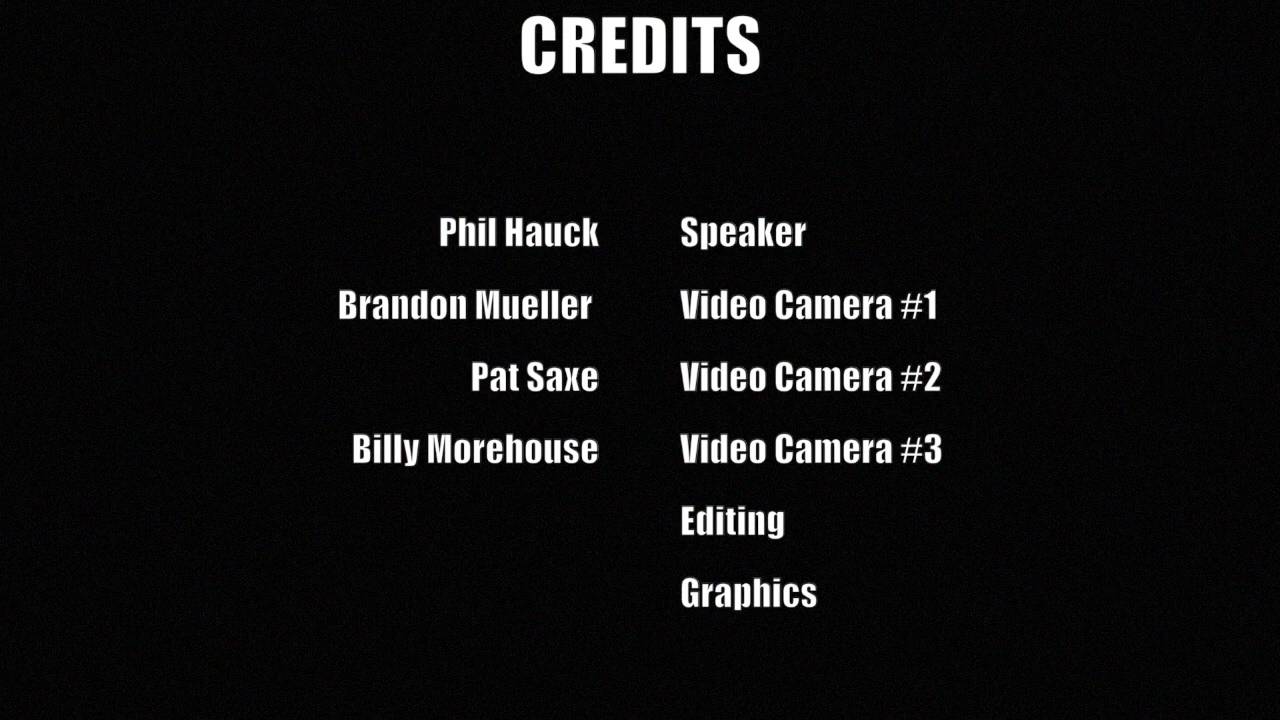 CREDITS
Phil Hauck Speaker
Brandon Mueller Video Camera #1
Pat Saxe Video Camera #2
Billy Morehouse Video Camera #3
Editing
Graphics